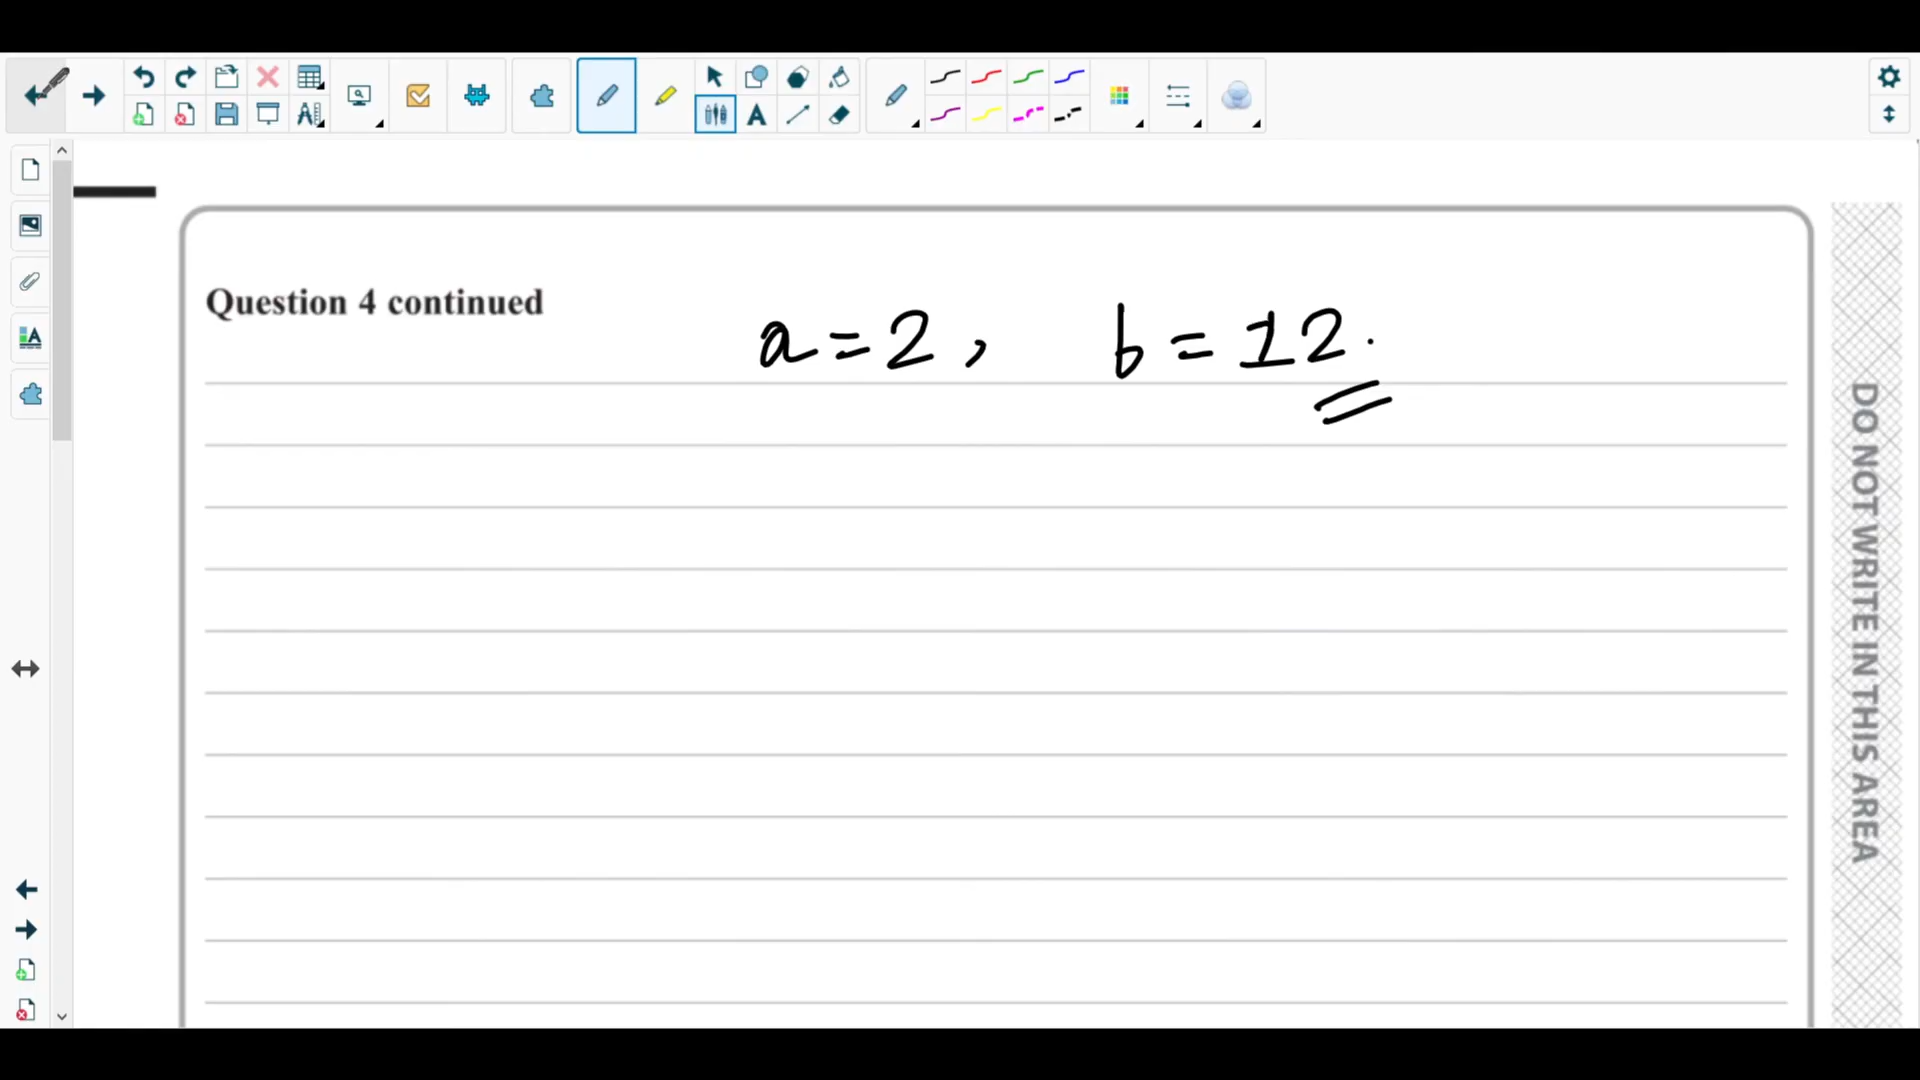 Question 4 continued
a = 2, b = 12.
DO NOT WRITE IN THIS AREA